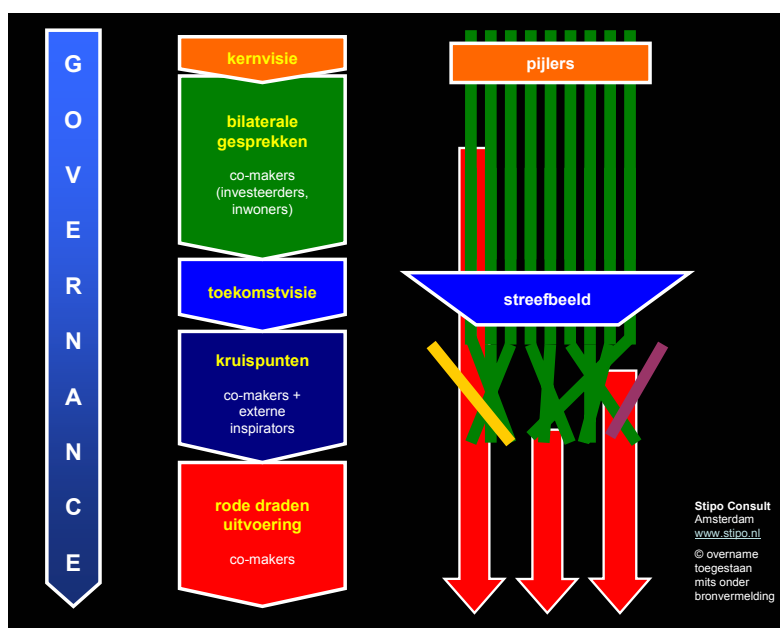 G
O
V
E
R
N
A
N
C
E
kernvisie
bilaterale
gesprekken
co-makers
(investeerders,
inwoners)
toekomstvisie
kruispunten
co-makers +
externe
inspirators
rode draden
uitvoering
co-makers
pijlers
streefbeeld
Stipo Consult
Amsterdam
www.stipo.nl
© overname
toegestaan
mits onder
bronvermelding